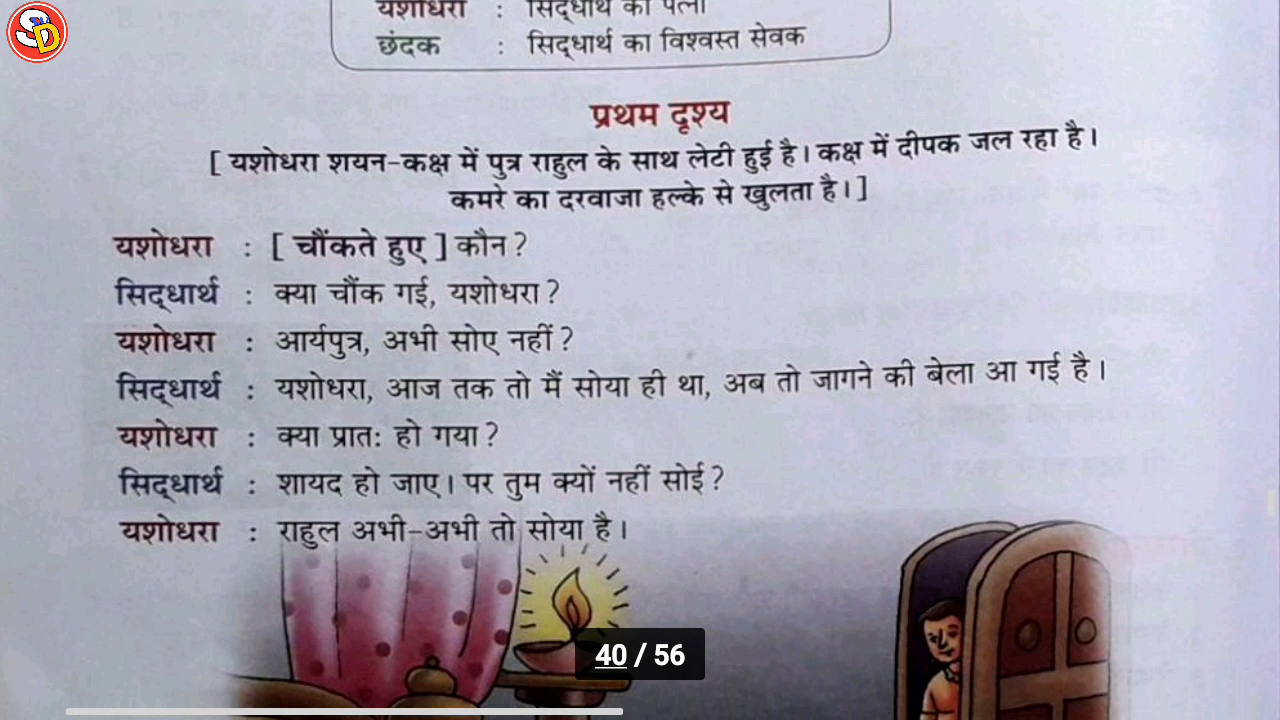 यशोधरा : सिद्धार्थ की पत्नी
छंदक : सिद्धार्थ का विश्वस्त सेवक
प्रथम दृश्य
[ यशोधरा शयन-कक्ष में पुत्र राहुल के साथ लेटी हुई है। कक्ष में दीपक जल रहा है।
कमरे का दरवाजा हल्के से खुलता है। ]
यशोधरा : [ चौंकते हुए ] कौन ?
सिद्धार्थ : क्या चौंक गई, यशोधरा ?
यशोधरा : आर्यपुत्र, अभी सोए नहीं ?
सिद्धार्थ : यशोधरा, आज तक तो मैं सोया ही था, अब तो जागने की बेला आ गई है।
यशोधरा : क्या प्रातः हो गया ?
सिद्धार्थ : शायद हो जाए। पर तुम क्यों नहीं सोई ?
यशोधरा : राहुल अभी-अभी तो सोया है।
40 / 56